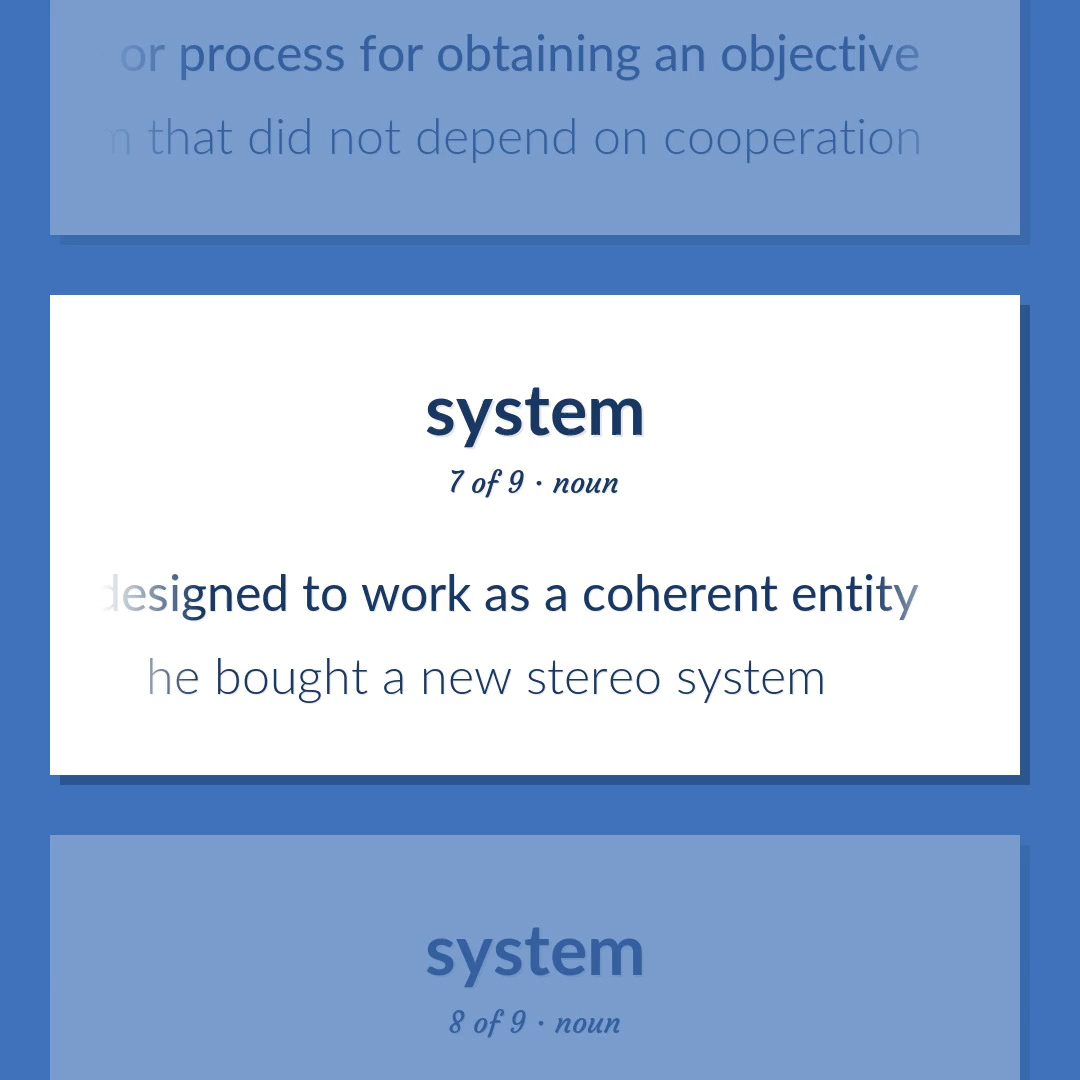 or process for obtaining an objective
that did not depend on cooperation
system
7 of 9 · noun
designed to work as a coherent entity
he bought a new stereo system
system
8 of 9 · noun